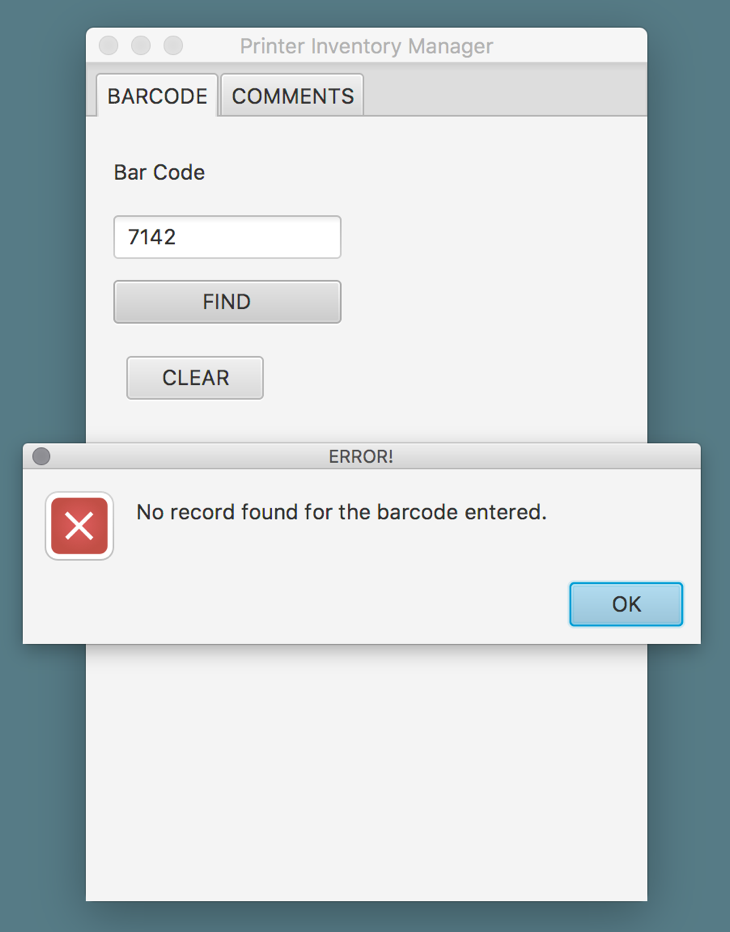 Printer Inventory Manager
BARCODE COMMENTS
Bar Code
7142
FIND
CLEAR
ERROR!
No record found for the barcode entered.
OK